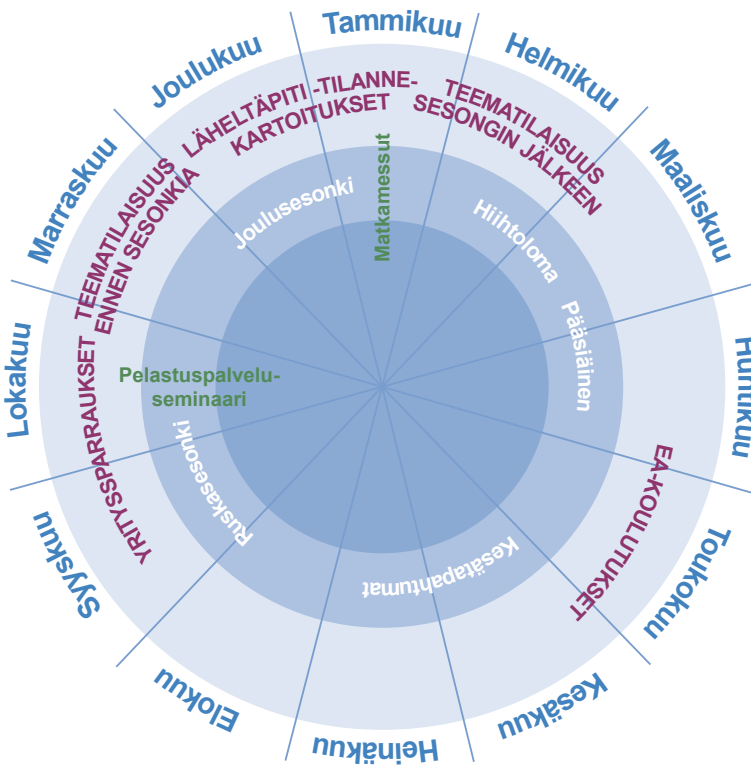 Tammikuu
Helmikuu
Maaliskuu
Huhtikuu
Toukokuu
Kesäkuu
Heinäkuu
Elokuu
Syyskuu
Lokakuu
Marraskuu
Joulukuu
LÄHELTÄPITI -TILANNE-
KARTOITUKSET
TEEMATILAISUUS
SESONGIN JÄLKEEN
EA-KOULUTUKSET
YRITYSSPARRAUKSET
TEEMATILAISUUS
ENNEN SESONKIA
Joulusesonki
Matkamessut
Hiihtoloma
Pääsiäinen
Kesätapahtumat
Ruskasesonki
Pelastuspalvelu-
seminaari